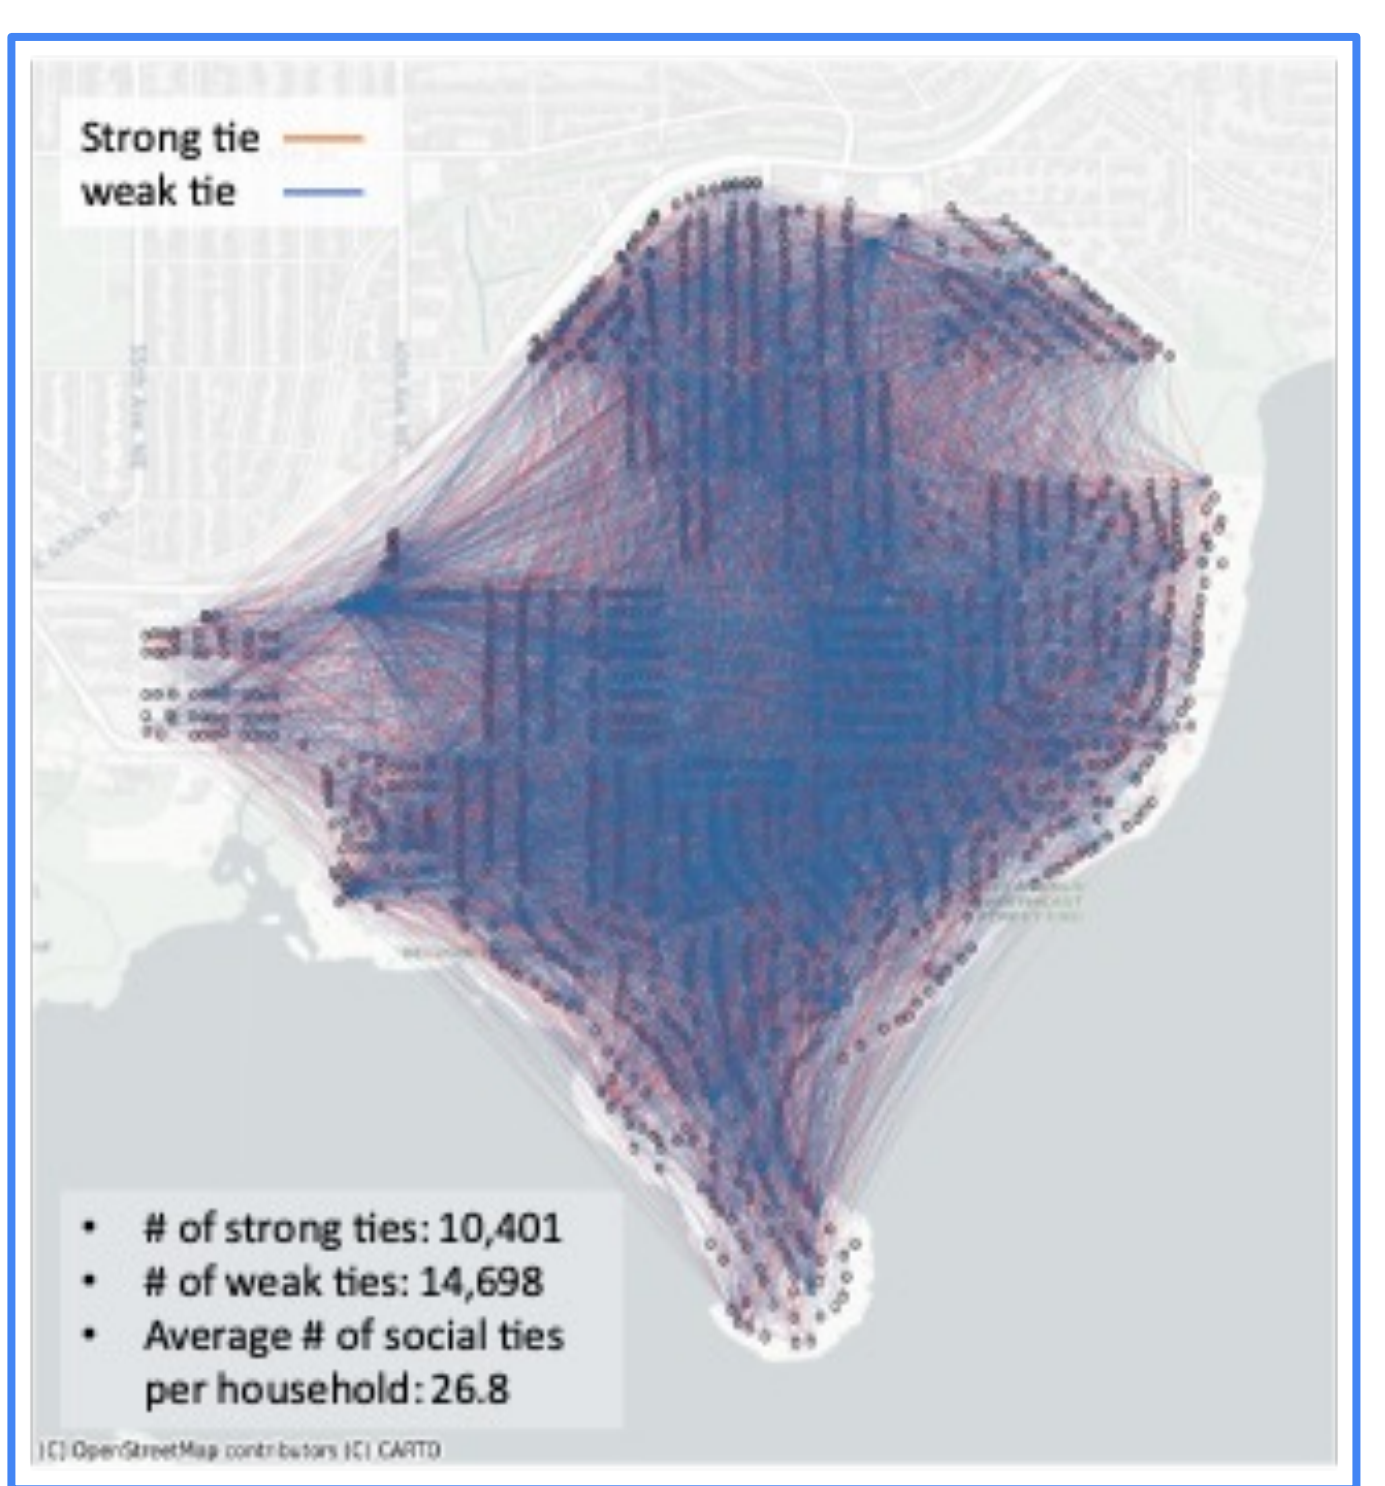 Strong tie
weak tie
• # of strong ties: 10,401
• # of weak ties: 14,698
• Average # of social ties
per household: 26.8
(C) OpenStreetMap contributors (C) CARTO